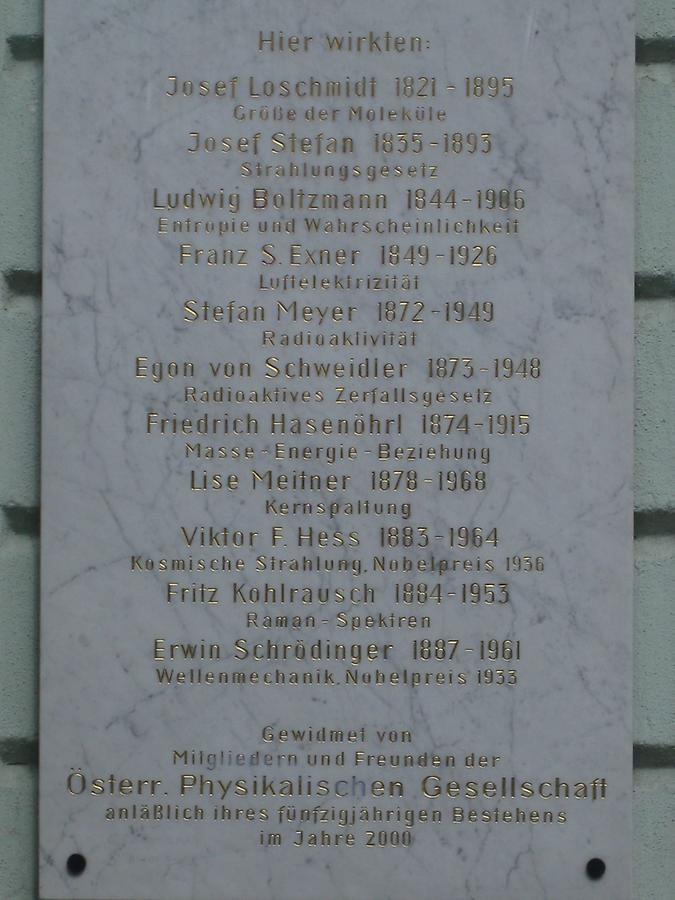 Hier wirkten:
Josef Loschmidt 1821 - 1895
Größe der Moleküle
Josef Stefan 1835 - 1893
Strahlungsgesetz
Ludwig Boltzmann 1844 - 1906
Entropie und Wahrscheinlichkeit
Franz S. Exner 1849 - 1926
Luftelektrizität
Stefan Meyer 1872 - 1949
Radioaktivität
Egon von Schweidler 1873 - 1948
Radioaktives Zerfallsgesetz
Friedrich Hasenöhrl 1874 - 1915
Masse - Energie - Beziehung
Lise Meitner 1878 - 1968
Kernspaltung
Viktor F. Hess 1883 - 1964
Kosmische Strahlung, Nobelpreis 1936
Fritz Kohlrausch 1884 - 1953
Raman - Spektren
Erwin Schrödinger 1887 - 1961
Wellenmechanik, Nobelpreis 1933
Gewidmet von
Mitgliedern und Freunden der
Österr. Physikalischen Gesellschaft
anläßlich ihres fünfzigjährigen Bestehens
im Jahre 2000